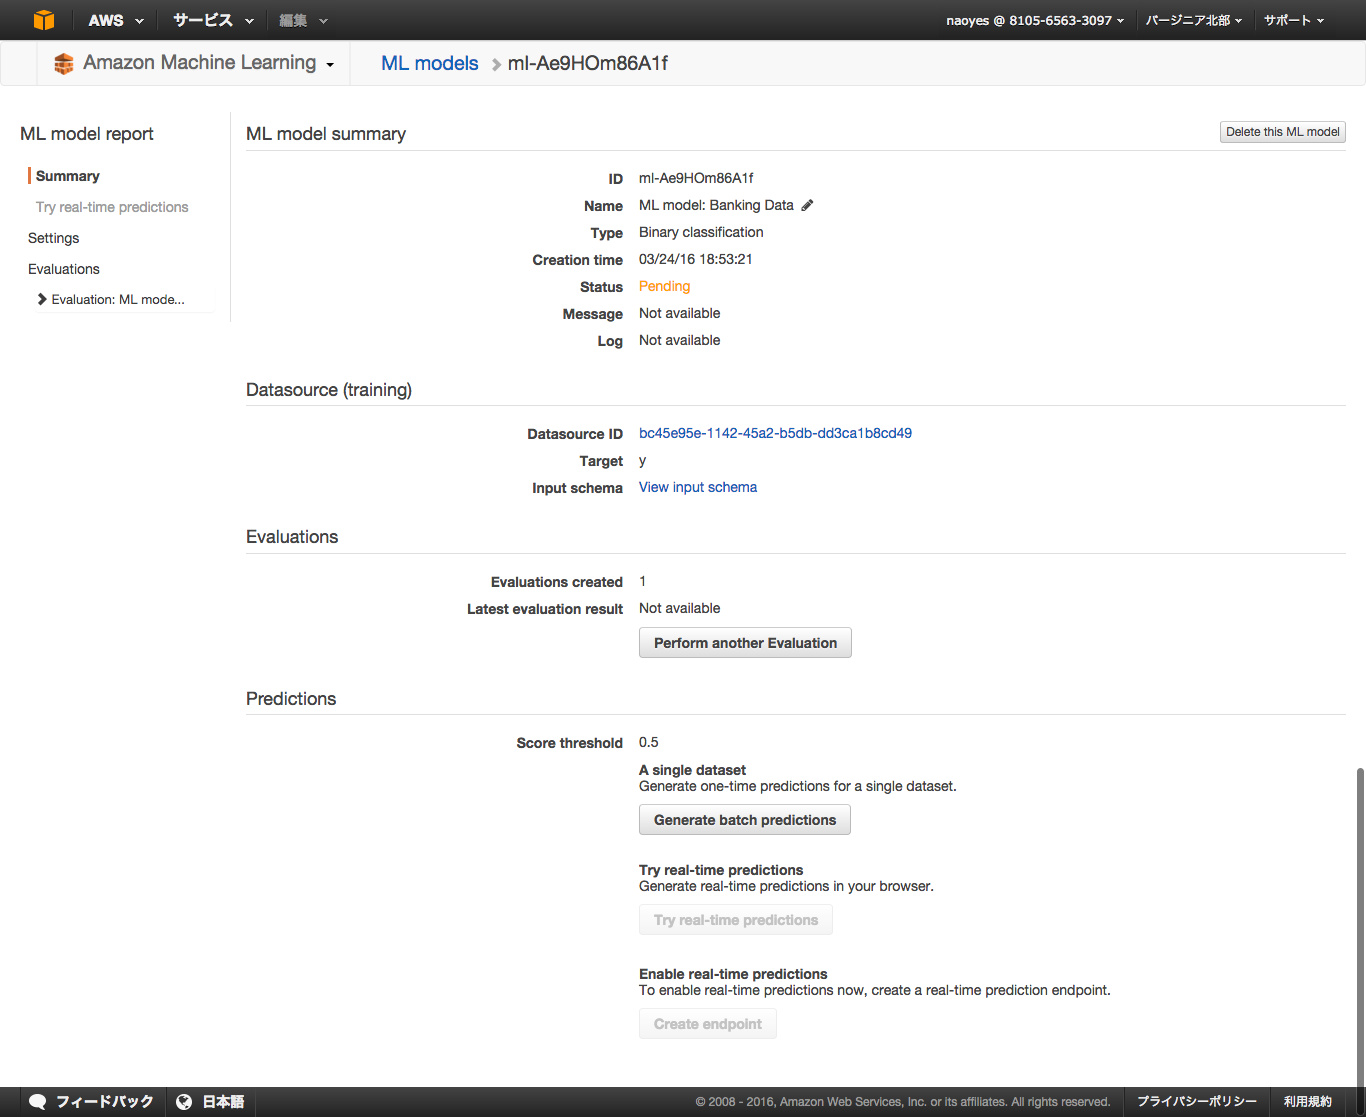 AWS サービス 編集 naoyes @ 8105-6563-3097 バージニア北部 サポート
Amazon Machine Learning ML models ml-Ae9HOm86A1f
ML model report
Summary
Try real-time predictions
Settings
Evaluations
Evaluation: ML mode...
ML model summary
Delete this ML model
ID ml-Ae9HOm86A1f
Name ML model: Banking Data
Type Binary classification
Creation time 03/24/16 18:53:21
Status Pending
Message Not available
Log Not available
Datasource (training)
Datasource ID bc45e95e-1142-45a2-b5db-dd3ca1b8cd49
Target y
Input schema View input schema
Evaluations
Evaluations created 1
Latest evaluation result Not available
Perform another Evaluation
Predictions
Score threshold 0.5
A single dataset
Generate one-time predictions for a single dataset.
Generate batch predictions
Try real-time predictions
Generate real-time predictions in your browser.
Try real-time predictions
Enable real-time predictions
To enable real-time predictions now, create a real-time prediction endpoint.
Create endpoint
フィードバック 日本語 © 2008 - 2016, Amazon Web Services, Inc. or its affiliates. All rights reserved. プライバシーポリシー 利用規約